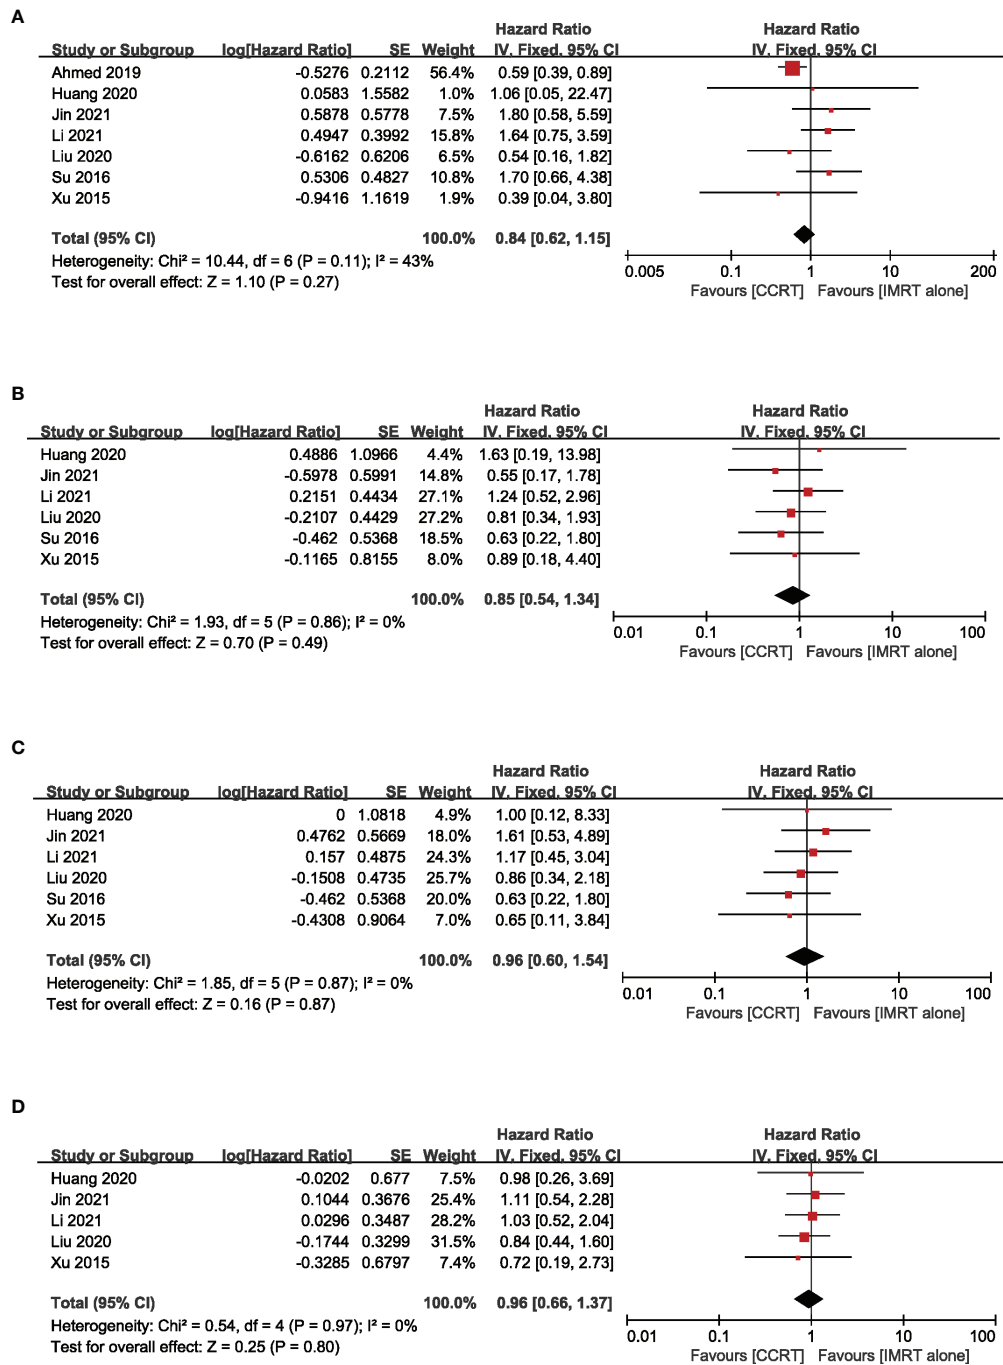 A
Hazard Ratio Hazard Ratio
Study or Subgroup log[Hazard Ratio] SE Weight IV. Fixed. 95% CI IV. Fixed. 95% CI
Ahmed 2019 -0.5276 0.2112 56.4% 0.59 [0.39, 0.89]
Huang 2020 0.0583 1.5582 1.0% 1.06 [0.05, 22.47]
Jin 2021 0.5878 0.5778 7.5% 1.80 [0.58, 5.59]
Li 2021 0.4947 0.3992 15.8% 1.64 [0.75, 3.59]
Liu 2020 -0.6162 0.6206 6.5% 0.54 [0.16, 1.82]
Su 2016 0.5306 0.4827 10.8% 1.70 [0.66, 4.38]
Xu 2015 -0.9416 1.1619 1.9% 0.39 [0.04, 3.80]
Total (95% CI) 100.0% 0.84 [0.62, 1.15]
Heterogeneity: Chi² = 10.44, df = 6 (P = 0.11); I² = 43%
Test for overall effect: Z = 1.10 (P = 0.27)
0.005 0.1 1 10 200
Favours [CCRT] Favours [IMRT alone]
B
Hazard Ratio Hazard Ratio
Study or Subgroup log[Hazard Ratio] SE Weight IV. Fixed. 95% CI IV. Fixed. 95% CI
Huang 2020 0.4886 1.0966 4.4% 1.63 [0.19, 13.98]
Jin 2021 -0.5978 0.5991 14.8% 0.55 [0.17, 1.78]
Li 2021 0.2151 0.4434 27.1% 1.24 [0.52, 2.96]
Liu 2020 -0.2107 0.4429 27.2% 0.81 [0.34, 1.93]
Su 2016 -0.462 0.5368 18.5% 0.63 [0.22, 1.80]
Xu 2015 -0.1165 0.8155 8.0% 0.89 [0.18, 4.40]
Total (95% CI) 100.0% 0.85 [0.54, 1.34]
Heterogeneity: Chi² = 1.93, df = 5 (P = 0.86); I² = 0%
Test for overall effect: Z = 0.70 (P = 0.49)
0.01 0.1 1 10 100
Favours [CCRT] Favours [IMRT alone]
C
Hazard Ratio Hazard Ratio
Study or Subgroup log[Hazard Ratio] SE Weight IV. Fixed. 95% CI IV. Fixed. 95% CI
Huang 2020 0 1.0818 4.9% 1.00 [0.12, 8.33]
Jin 2021 0.4762 0.5669 18.0% 1.61 [0.53, 4.89]
Li 2021 0.157 0.4875 24.3% 1.17 [0.45, 3.04]
Liu 2020 -0.1508 0.4735 25.7% 0.86 [0.34, 2.18]
Su 2016 -0.462 0.5368 20.0% 0.63 [0.22, 1.80]
Xu 2015 -0.4308 0.9064 7.0% 0.65 [0.11, 3.84]
Total (95% CI) 100.0% 0.96 [0.60, 1.54]
Heterogeneity: Chi² = 1.85, df = 5 (P = 0.87); I² = 0%
Test for overall effect: Z = 0.16 (P = 0.87)
0.01 0.1 1 10 100
Favours [CCRT] Favours [IMRT alone]
D
Hazard Ratio Hazard Ratio
Study or Subgroup log[Hazard Ratio] SE Weight IV. Fixed. 95% CI IV. Fixed. 95% CI
Huang 2020 -0.0202 0.677 7.5% 0.98 [0.26, 3.69]
Jin 2021 0.1044 0.3676 25.4% 1.11 [0.54, 2.28]
Li 2021 0.0296 0.3487 28.2% 1.03 [0.52, 2.04]
Liu 2020 -0.1744 0.3299 31.5% 0.84 [0.44, 1.60]
Xu 2015 -0.3285 0.6797 7.4% 0.72 [0.19, 2.73]
Total (95% CI) 100.0% 0.96 [0.66, 1.37]
Heterogeneity: Chi² = 0.54, df = 4 (P = 0.97); I² = 0%
Test for overall effect: Z = 0.25 (P = 0.80)
0.01 0.1 1 10 100
Favours [CCRT] Favours [IMRT alone]